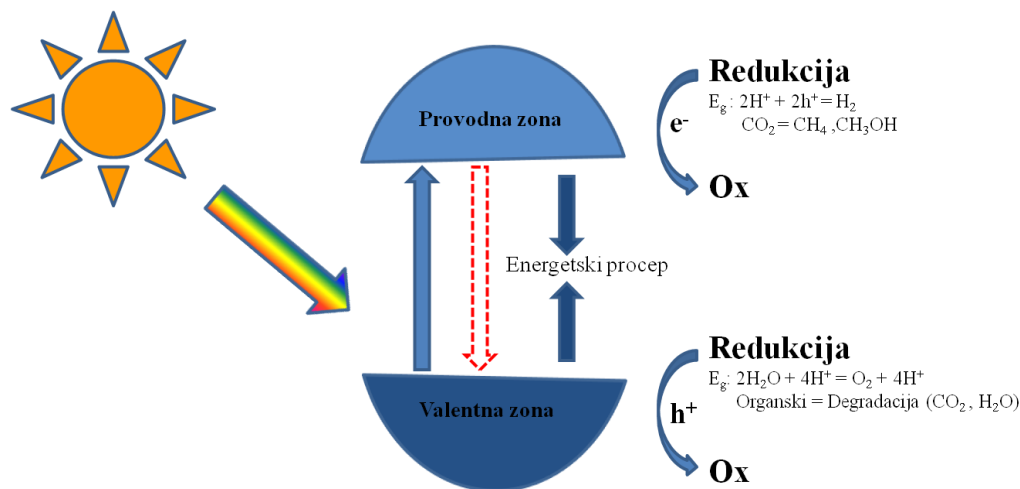 Provodna zona
Redukcija
Eg: 2H⁺ + 2h⁺ = H₂
CO₂ = CH₄ ,CH₃OH
e⁻
Ox
Energetski procep
Valentna zona
Redukcija
Eg: 2H₂O + 4H⁺ = O₂ + 4H⁺
Organski = Degradacija (CO₂ , H₂O)
h⁺
Ox